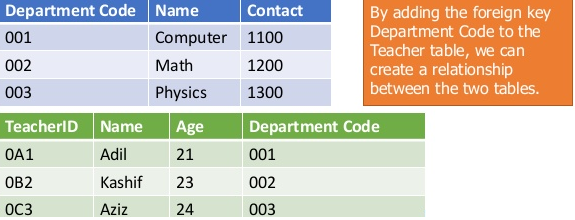 Department Code Name Contact
001 Computer 1100
002 Math 1200
003 Physics 1300
By adding the foreign key
Department Code to the
Teacher table, we can
create a relationship
between the two tables.
TeacherID Name Age Department Code
0A1 Adil 21 001
0B2 Kashif 23 002
0C3 Aziz 24 003